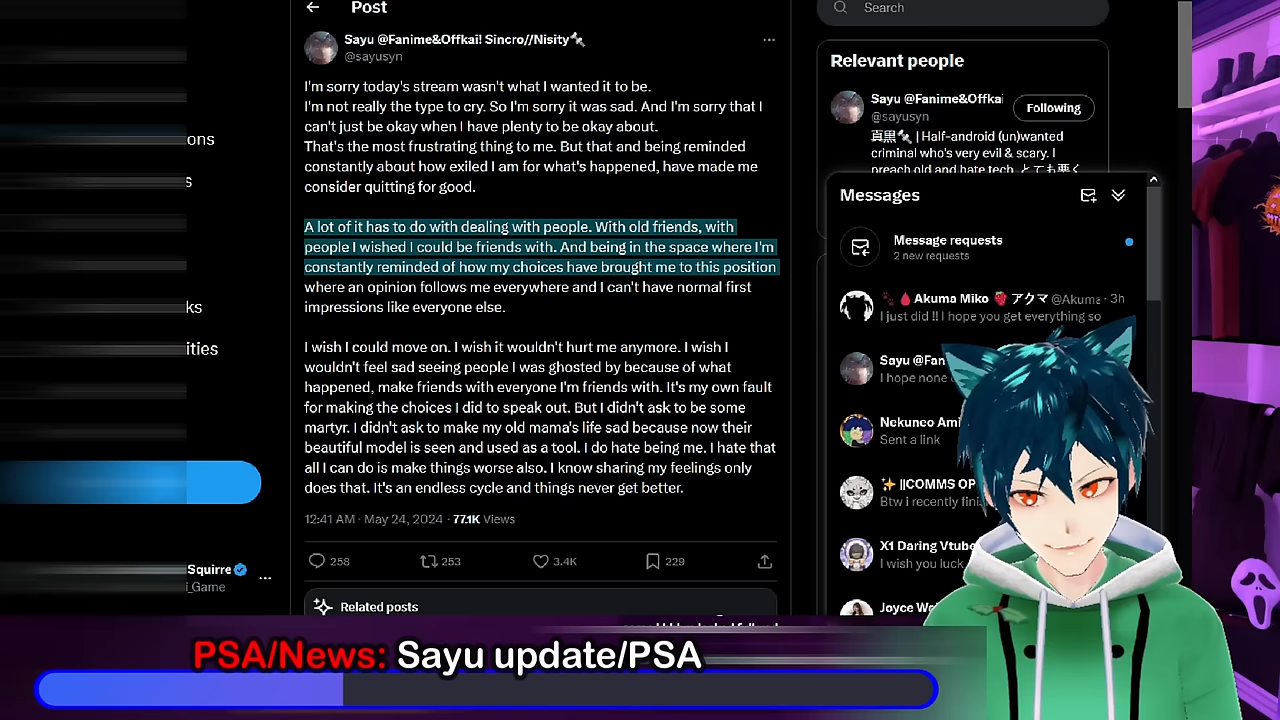 Post
Search
Sayu @Fanime&Offkai! Sincro//Nisity
@sayusyn
I'm sorry today's stream wasn't what I wanted it to be.
I'm not really the type to cry. So I'm sorry it was sad. And I'm sorry that I
can't just be okay when I have plenty to be okay about.
That's the most frustrating thing to me. But that and being reminded
constantly about how exiled I am for what's happened, have made me
consider quitting for good.
A lot of it has to do with dealing with people. With old friends, with
people I wished I could be friends with. And being in the space where I'm
constantly reminded of how my choices have brought me to this position
where an opinion follows me everywhere and I can't have normal first
impressions like everyone else.
I wish I could move on. I wish it wouldn't hurt me anymore. I wish I
wouldn't feel sad seeing people I was ghosted by because of what
happened, make friends with everyone I'm friends with. It's my own fault
for making the choices I did to speak out. But I didn't ask to be some
martyr. I didn't ask to make my old mama's life sad because now their
beautiful model is seen and used as a tool. I do hate being me. I hate that
all I can do is make things worse also. I know sharing my feelings only
does that. It's an endless cycle and things never get better.
12:41 AM · May 24, 2024 · 77.1K Views
258 253 3.4K 229
Related posts
Relevant people
Sayu @Fanime&Offka
@sayusyn
Following
真黒 | Half-android (un)wanted
criminal who's very evil & scary. I
preach old and hate tech. とても悪く
Messages
Message requests
2 new requests
Akuma Miko アクマ @Akuma · 3h
I just did !! I hope you get everything so
Sayu @Fan
I hope none
Nekuneo Ami
Sent a link
||COMMS OP
Btw i recently fini
X1 Daring Vtube
I wish you luck
Joyce We
ons
s
ks
ities
Squirre
i_Game
PSA/News: Sayu update/PSA